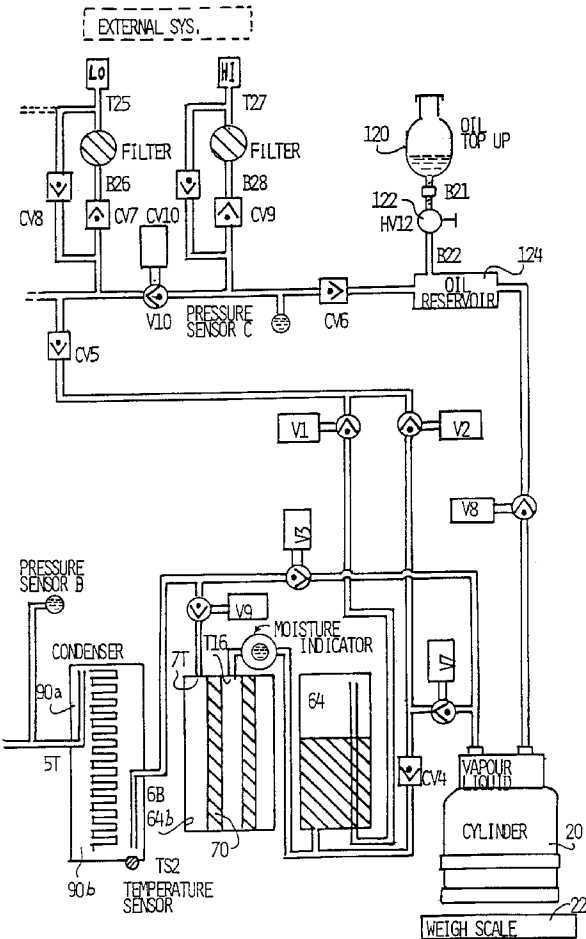 EXTERNAL SYS.
LO
HI
T25
T27
FILTER
FILTER
120
OIL
TOP UP
B26
B28
B21
122
HV12
CV8
CV7
CV10
CV9
B22
124
OIL
RESERVOIR
V10
PRESSURE
SENSOR C
CV6
CV5
V1
V2
V3
V8
PRESSURE
SENSOR B
V9
MOISTURE
INDICATOR
CONDENSER
7T
T16
90a
64
V7
5T
6B
64b
70
CV4
VAPOUR
LIQUID
CYLINDER
20
90b
TS2
TEMPERATURE
SENSOR
22
WEIGH SCALE